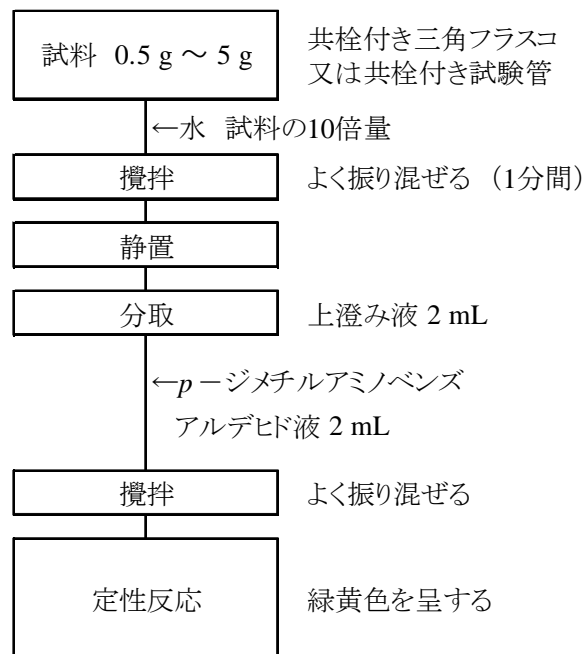 試料 0.5 g ～ 5 g
共栓付き三角フラスコ
又は共栓付き試験管
←水 試料の10倍量
攪拌
よく振り混ぜる (1分間)
静置
分取
上澄み液 2 mL
←p－ジメチルアミノベンズ
アルデヒド液 2 mL
攪拌
よく振り混ぜる
定性反応
緑黄色を呈する